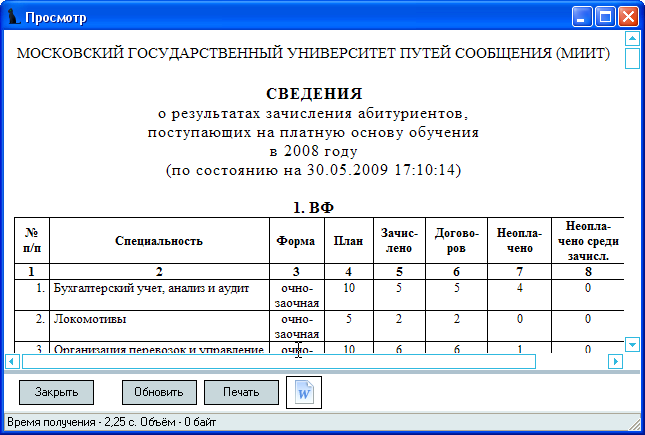 Просмотр
МОСКОВСКИЙ ГОСУДАРСТВЕННЫЙ УНИВЕРСИТЕТ ПУТЕЙ СООБЩЕНИЯ (МИИТ)
СВЕДЕНИЯ
о результатах зачисления абитуриентов,
поступающих на платную основу обучения
в 2008 году
(по состоянию на 30.05.2009 17:10:14)
1. ВФ
№ п/п Специальность Форма План Зачис-лено Догово-ров Неопла-чено Неопла-чено среди зачисл.
1 2 3 4 5 6 7 8
1. Бухгалтерский учет, анализ и аудит очно-заочная 10 5 5 4 0
2. Локомотивы очно-заочная 5 2 2 0 0
3. Организация перевозок и управление очно- 10 6 6 1 0
Закрыть Обновить Печать W
Время получения - 2,25 с. Объём - 0 байт